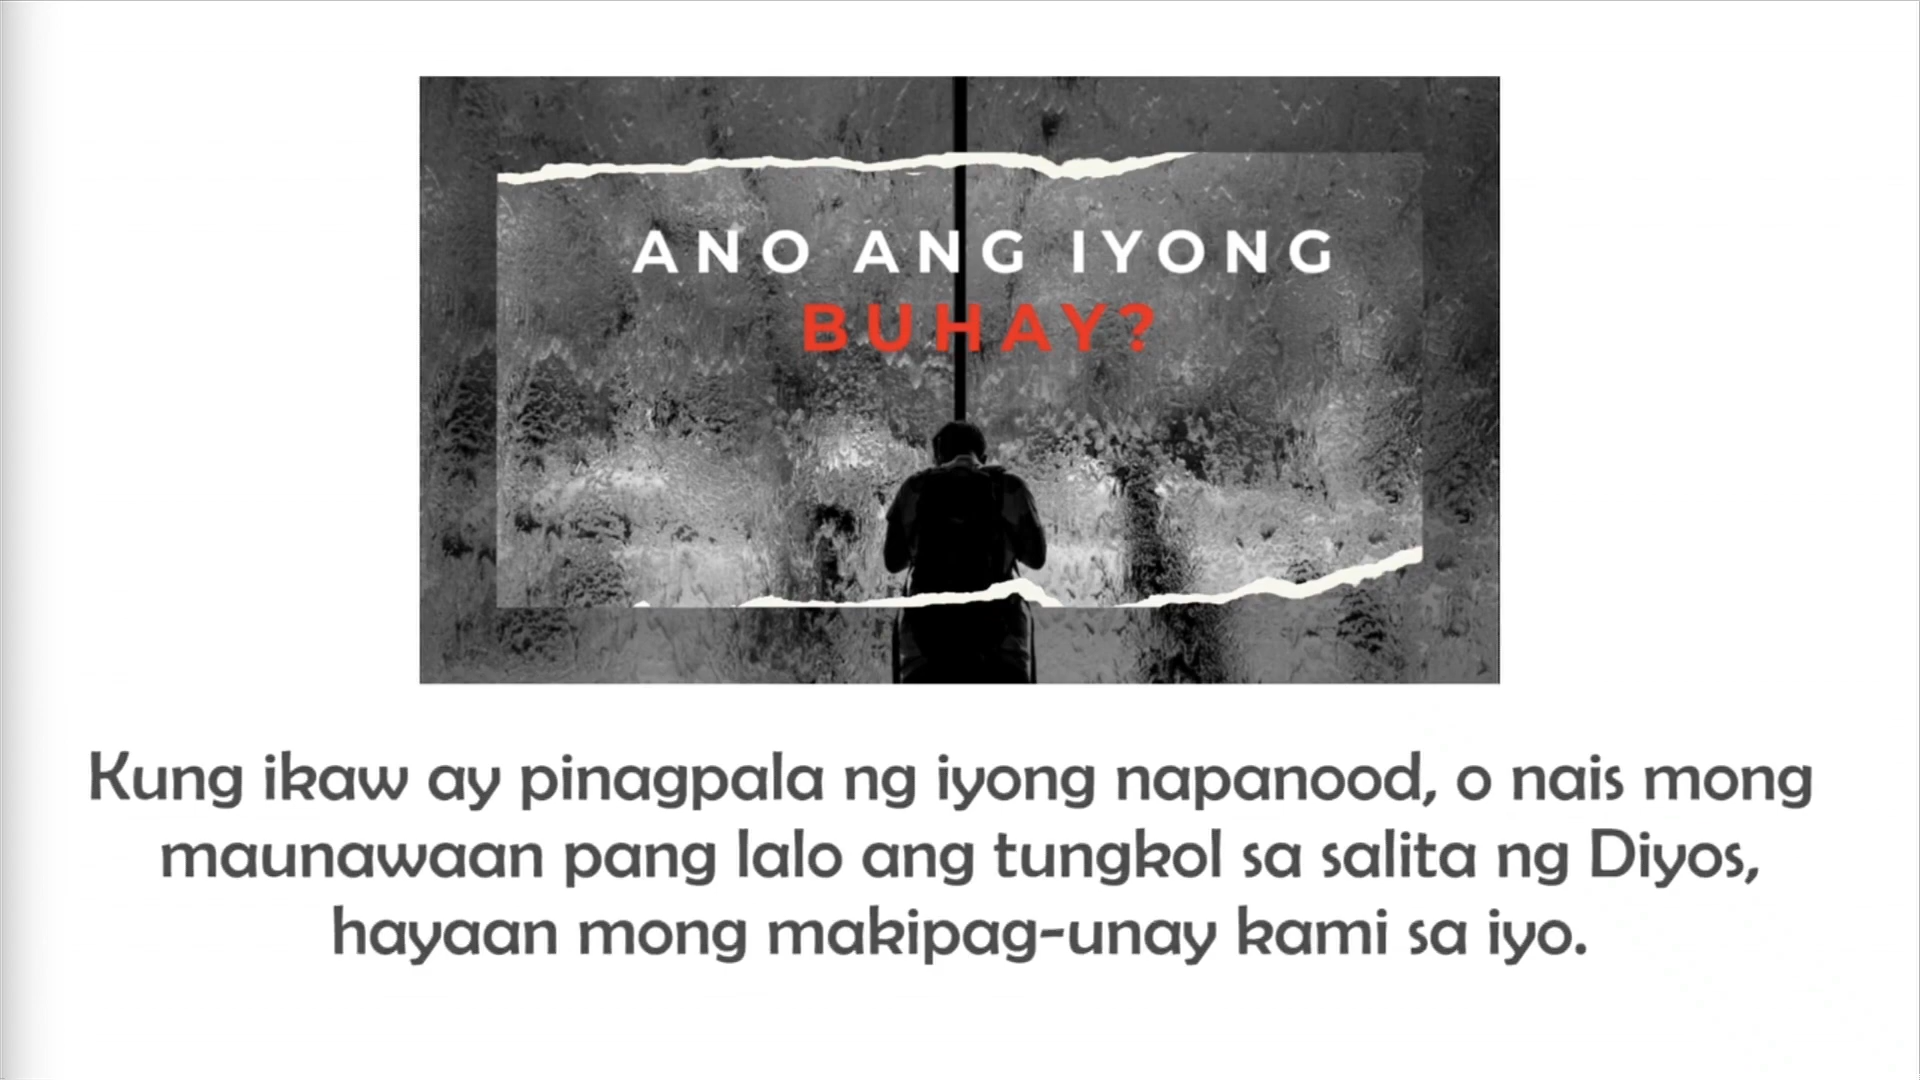 ANO ANG IYONG
BUHAY?
Kung ikaw ay pinagpala ng iyong napanood, o nais mong
maunawaan pang lalo ang tungkol sa salita ng Diyos,
hayaan mong makipag-unay kami sa iyo.